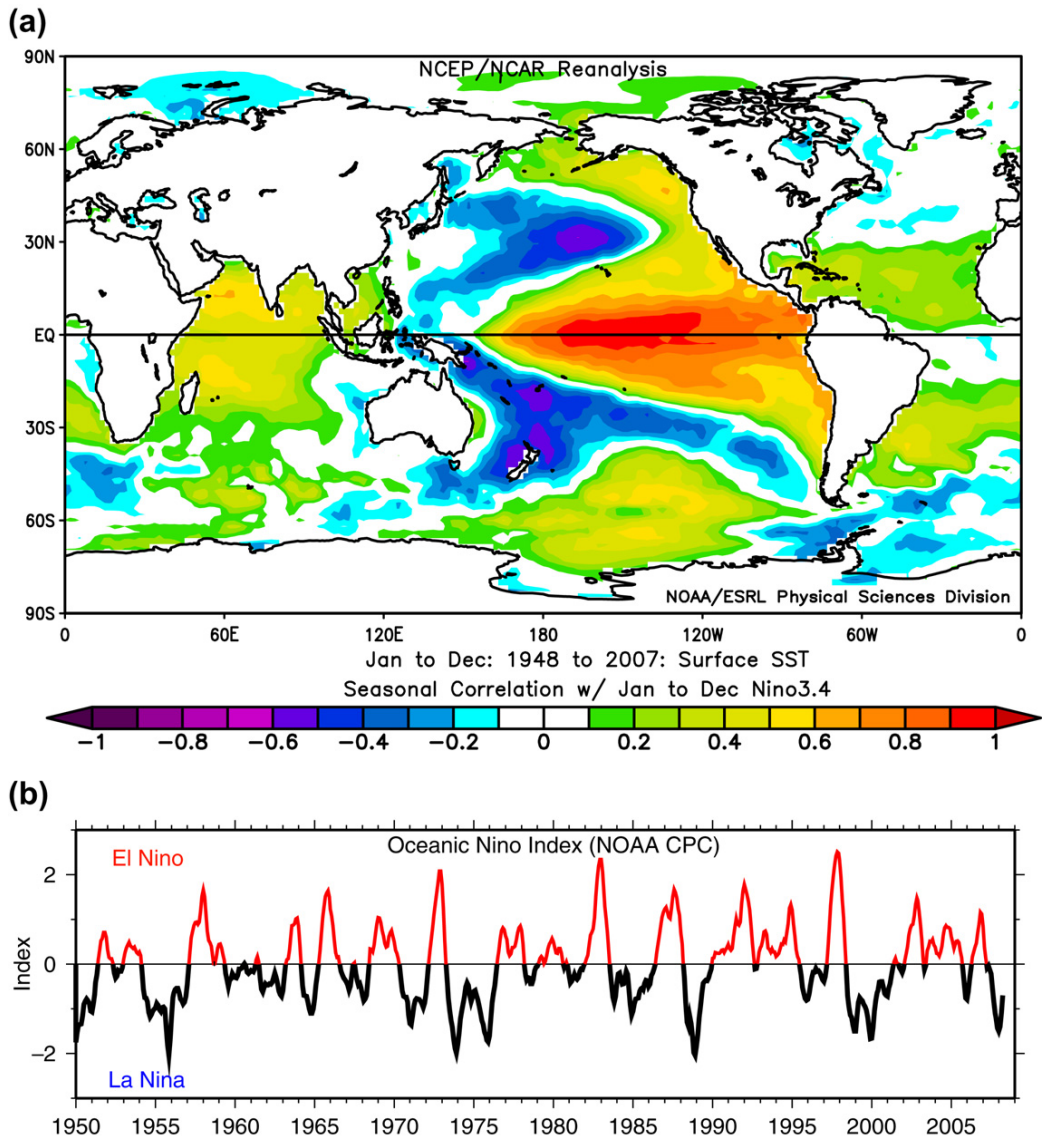 (a)
90N
NCEP/NCAR Reanalysis
60N
30N
EQ
30S
60S
90S
NOAA/ESRL Physical Sciences Division
0 60E 120E 180 120W 60W 0
Jan to Dec: 1948 to 2007: Surface SST
Seasonal Correlation w/ Jan to Dec Nino3.4
−1 −0.8 −0.6 −0.4 −0.2 0 0.2 0.4 0.6 0.8 1
(b)
Oceanic Nino Index (NOAA CPC)
El Nino
2
0
−2
Index
La Nina
1950 1955 1960 1965 1970 1975 1980 1985 1990 1995 2000 2005